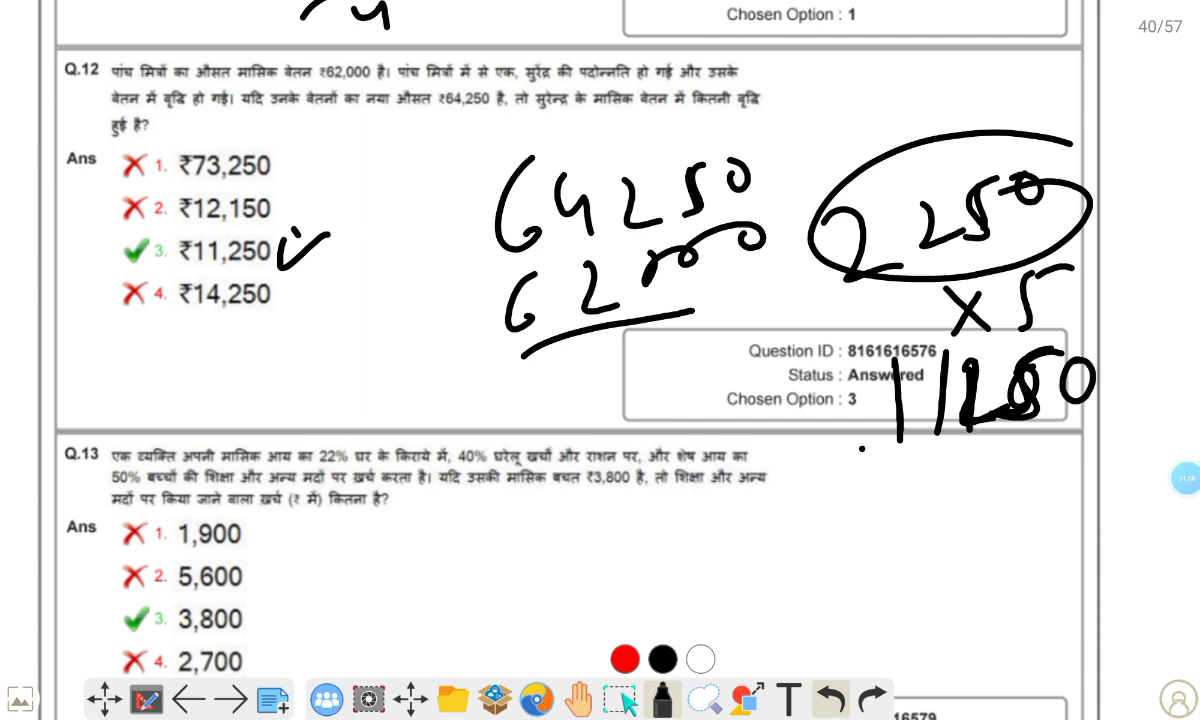 Chosen Option : 1
40/57
Q.12 पांच मित्रों का औसत मासिक वेतन ₹62,000 है। पांच मित्रों में से एक, सुरेंद्र की पदोन्नति हो गई और उसके
वेतन में वृद्धि हो गई। यदि उनके वेतनों का नया औसत ₹64,250 है, तो सुरेन्द्र के मासिक वेतन में कितनी वृद्धि
हुई है?
Ans 1. ₹73,250
2. ₹12,150
3. ₹11,250
4. ₹14,250
64250
62000
2250
x 5
11250
Question ID : 8161616576
Status : Answered
Chosen Option : 3
Q.13 एक व्यक्ति अपनी मासिक आय का 22% घर के किराये में, 40% घरेलू खर्चों और राशन पर, और शेष आय का
50% बच्चों की शिक्षा और अन्य मदों पर ख़र्च करता है। यदि उसकी मासिक बचत ₹3,800 है, तो शिक्षा और अन्य
मदों पर किया जाने वाला ख़र्च (₹ में) कितना है?
Ans 1. 1,900
2. 5,600
3. 3,800
4. 2,700
T
16579